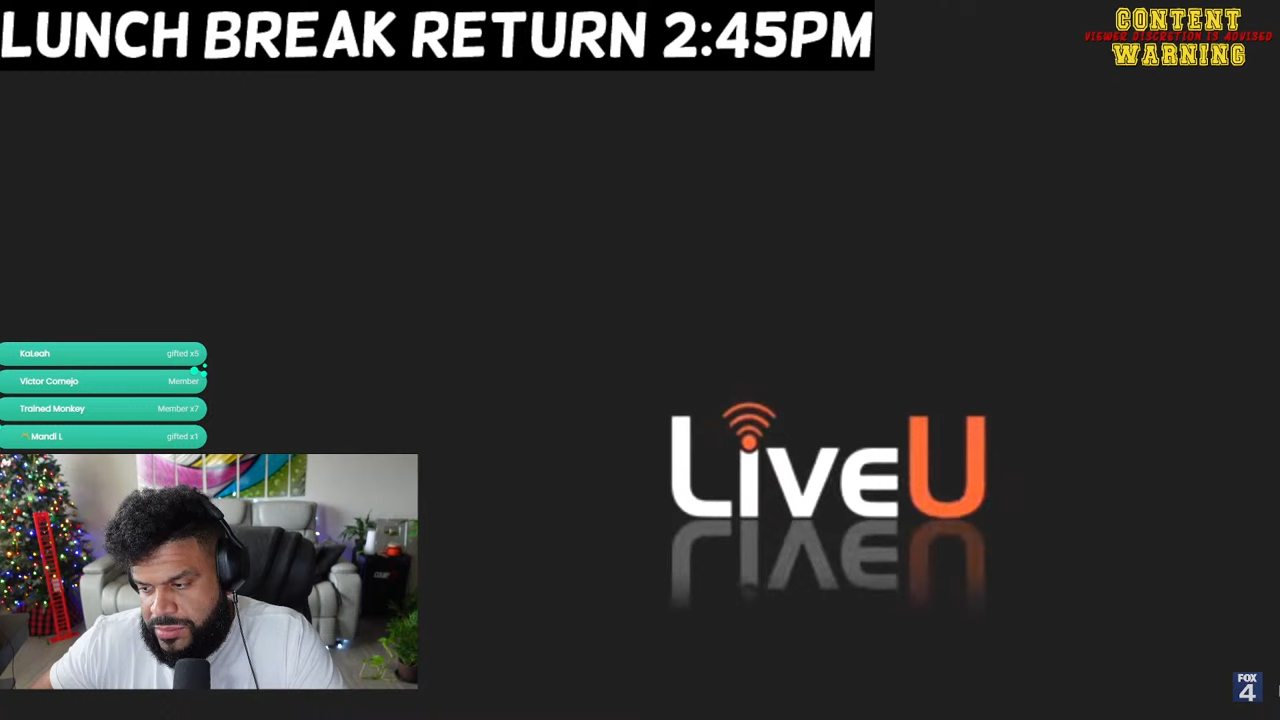 LUNCH BREAK RETURN 2:45PM
CONTENT
VIEWER DISCRETION IS ADVISED
WARNING
KaLeah gifted x5
Victor Cornejo Member
Trained Monkey Member x7
Mandi L gifted x1
LiveU
FOX
4